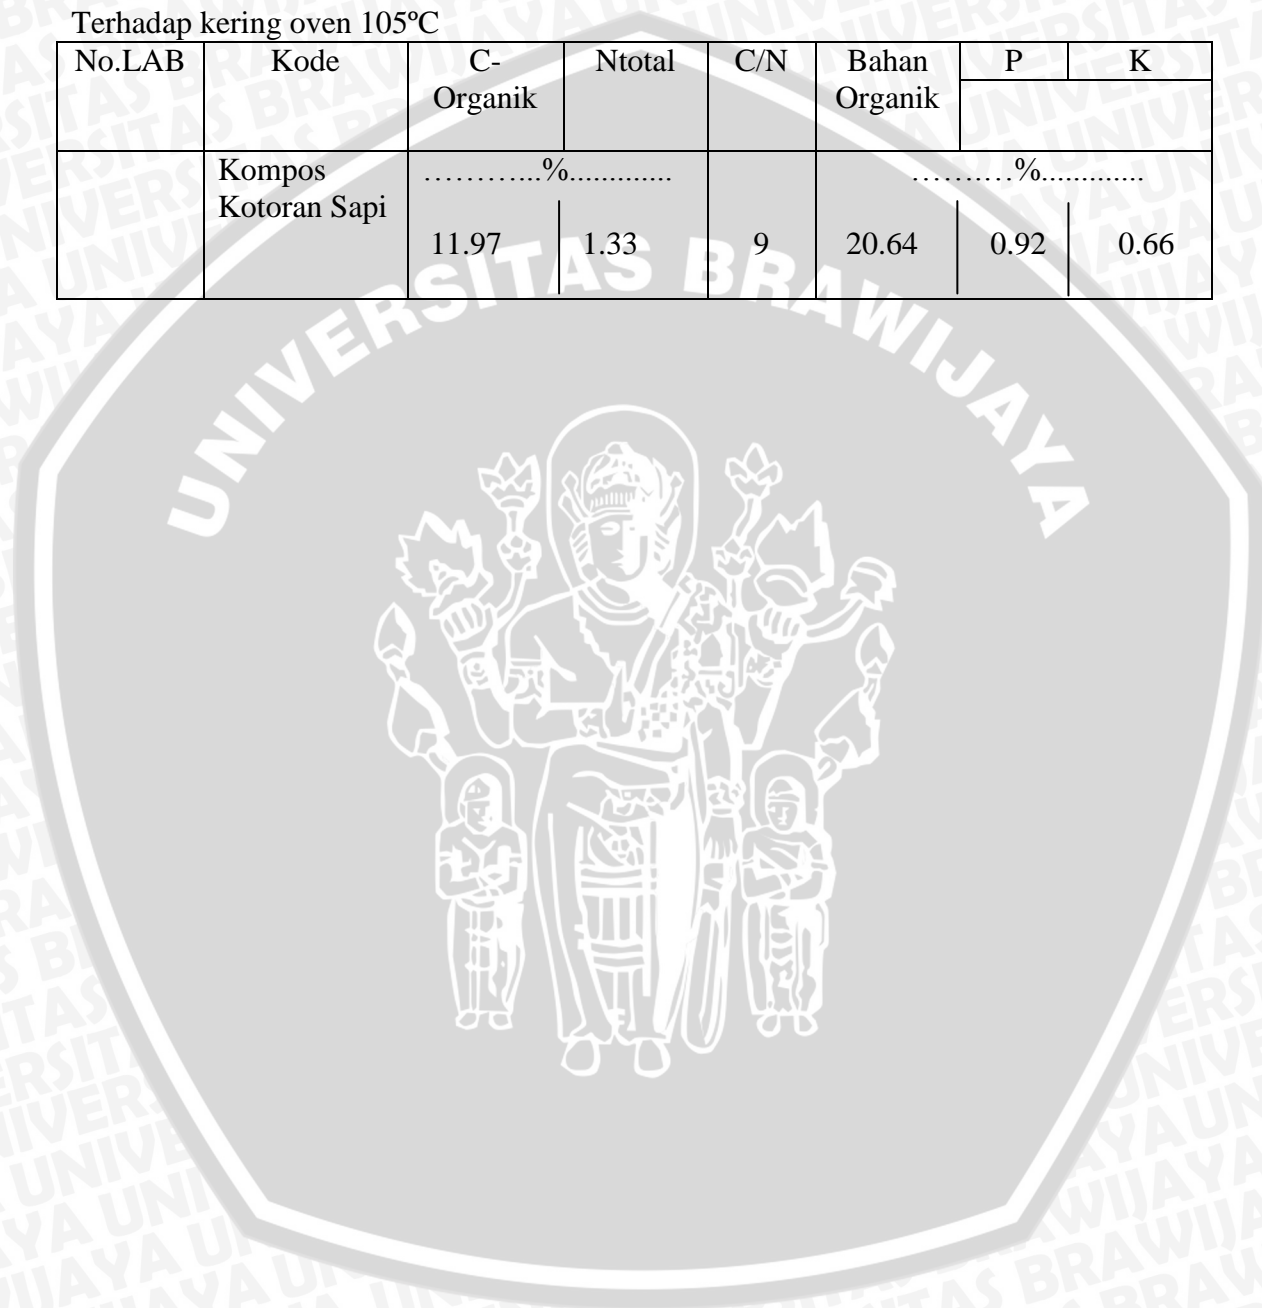 Terhadap kering oven 105ºC
No.LAB Kode C- Ntotal C/N Bahan P K
Organik Organik
Kompos ………...%............. ……….…%.............
Kotoran Sapi
11.97 1.33 9 20.64 0.92 0.66
UNIVERSITAS BRAWIJAYA